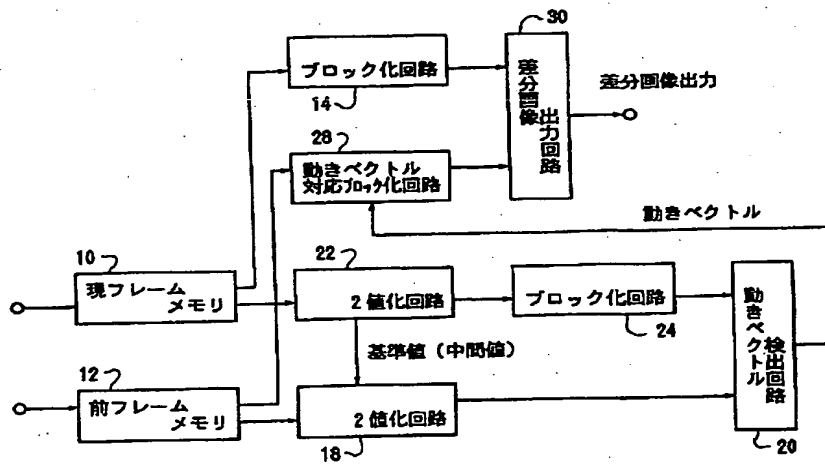 30
ブロック化回路
14
差分画像
出力回路
差分画像出力
28
動きベクトル
対応ブロック化回路
動きベクトル
10
現フレーム
メモリ
22
2値化回路
ブロック化回路
24
動きベクトル
検出回路
20
基準値(中間値)
12
前フレーム
メモリ
2値化回路
18